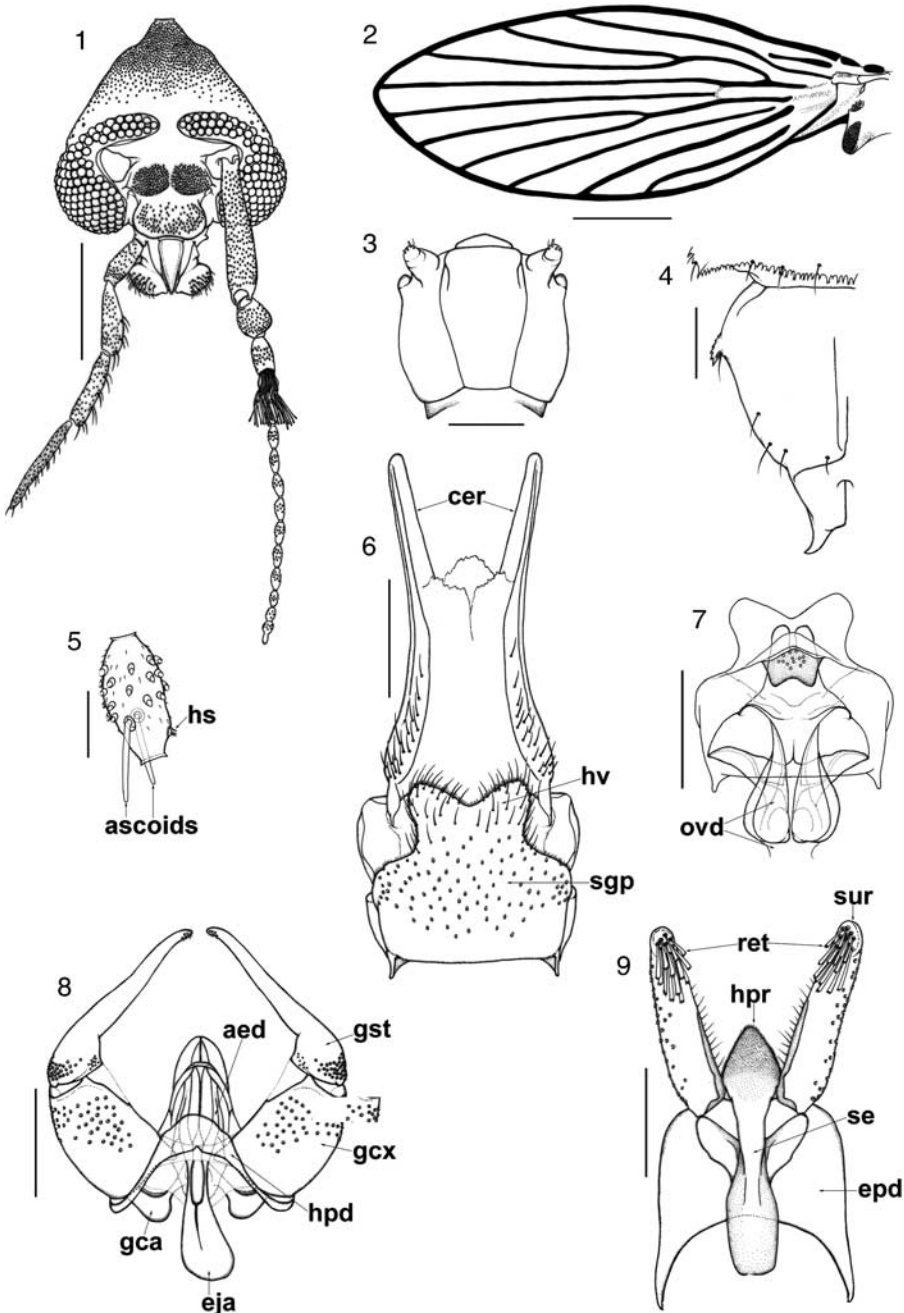 1
2
3
4
cer
6
5
hs
ascoids
hv
sgp
7
ovd
sur
ret
9
hpr
8
aed
gst
gcx
hpd
gca
eja
se
epd